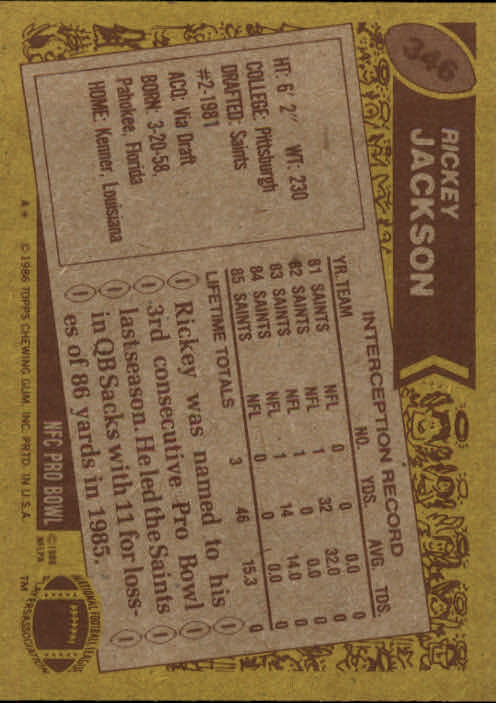 346
RICKEY
JACKSON
HT: 6' 2" WT: 230
COLLEGE: Pittsburgh
DRAFTED: Saints
#2-1981
ACQ: Via Draft
BORN: 3-20-58,
Pahokee, Florida
HOME: Kenner, Louisiana
INTERCEPTION RECORD
YR. TEAM NO. YDS. AVG. TDS.
81 SAINTS NFL 0 0 0.0 0
82 SAINTS NFL 1 32 32.0 0
83 SAINTS NFL 1 0 0.0 0
84 SAINTS NFL 1 14 14.0 0
85 SAINTS NFL 0 0 0.0 0
LIFETIME TOTALS 3 46 15.3 0
Rickey was named to his
3rd consecutive Pro Bowl
last season. He led the Saints
in QB Sacks with 11 for loss-
es of 86 yards in 1985.
NFC PRO BOWL
A* © 1986 TOPPS CHEWING GUM, INC. PRTD. IN U.S.A.
© 1986
NFLPA
NATIONAL FOOTBALL LEAGUE
PLAYERS ASSOCIATION
TM